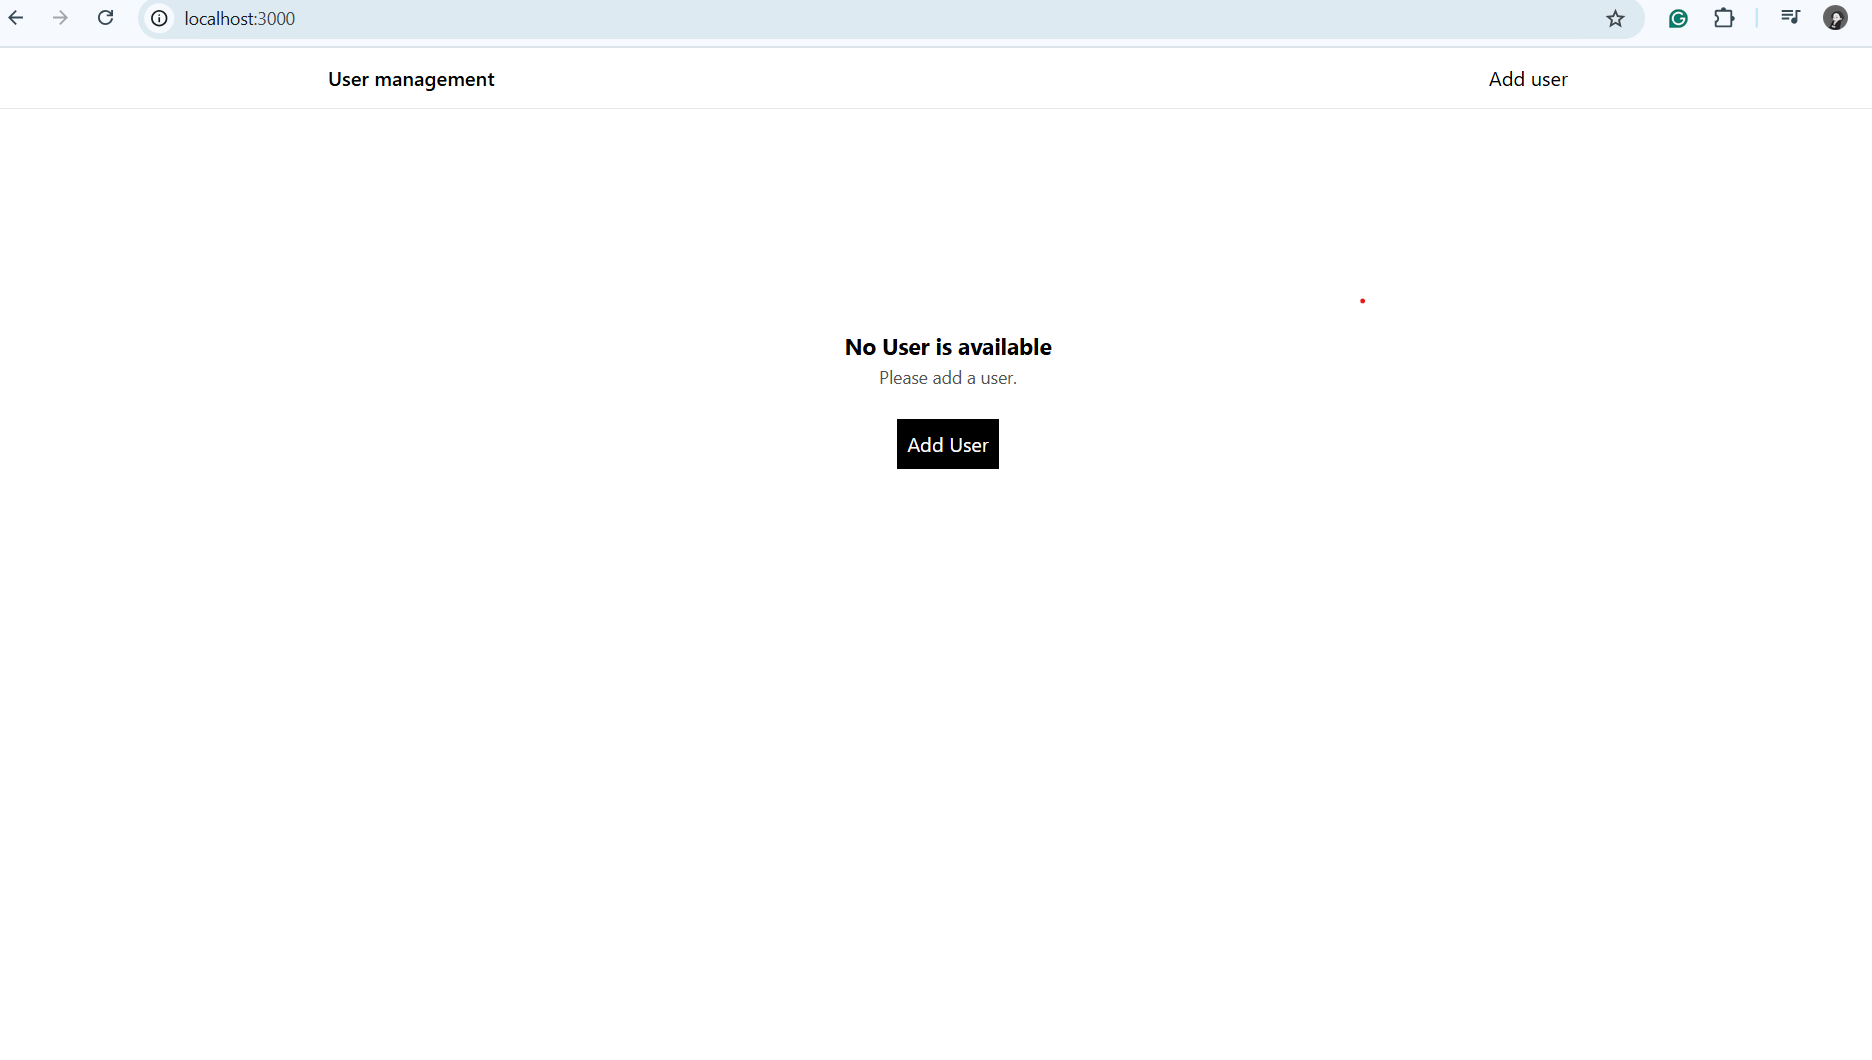 localhost:3000
User management
Add user
No User is available
Please add a user.
Add User